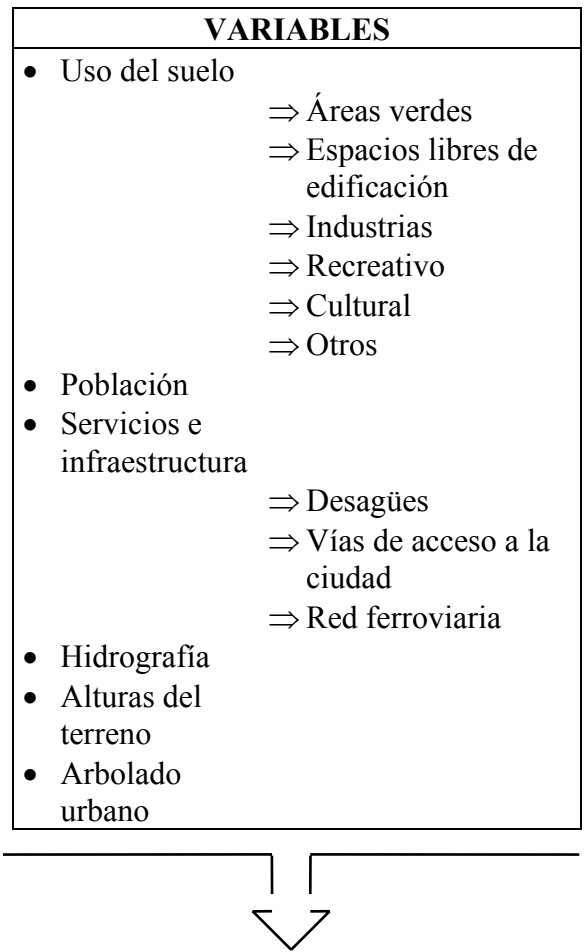 VARIABLES
• Uso del suelo
⇒ Áreas verdes
⇒ Espacios libres de
edificación
⇒ Industrias
⇒ Recreativo
⇒ Cultural
⇒ Otros
• Población
• Servicios e
infraestructura
⇒ Desagües
⇒ Vías de acceso a la
ciudad
⇒ Red ferroviaria
• Hidrografía
• Alturas del
terreno
• Arbolado
urbano